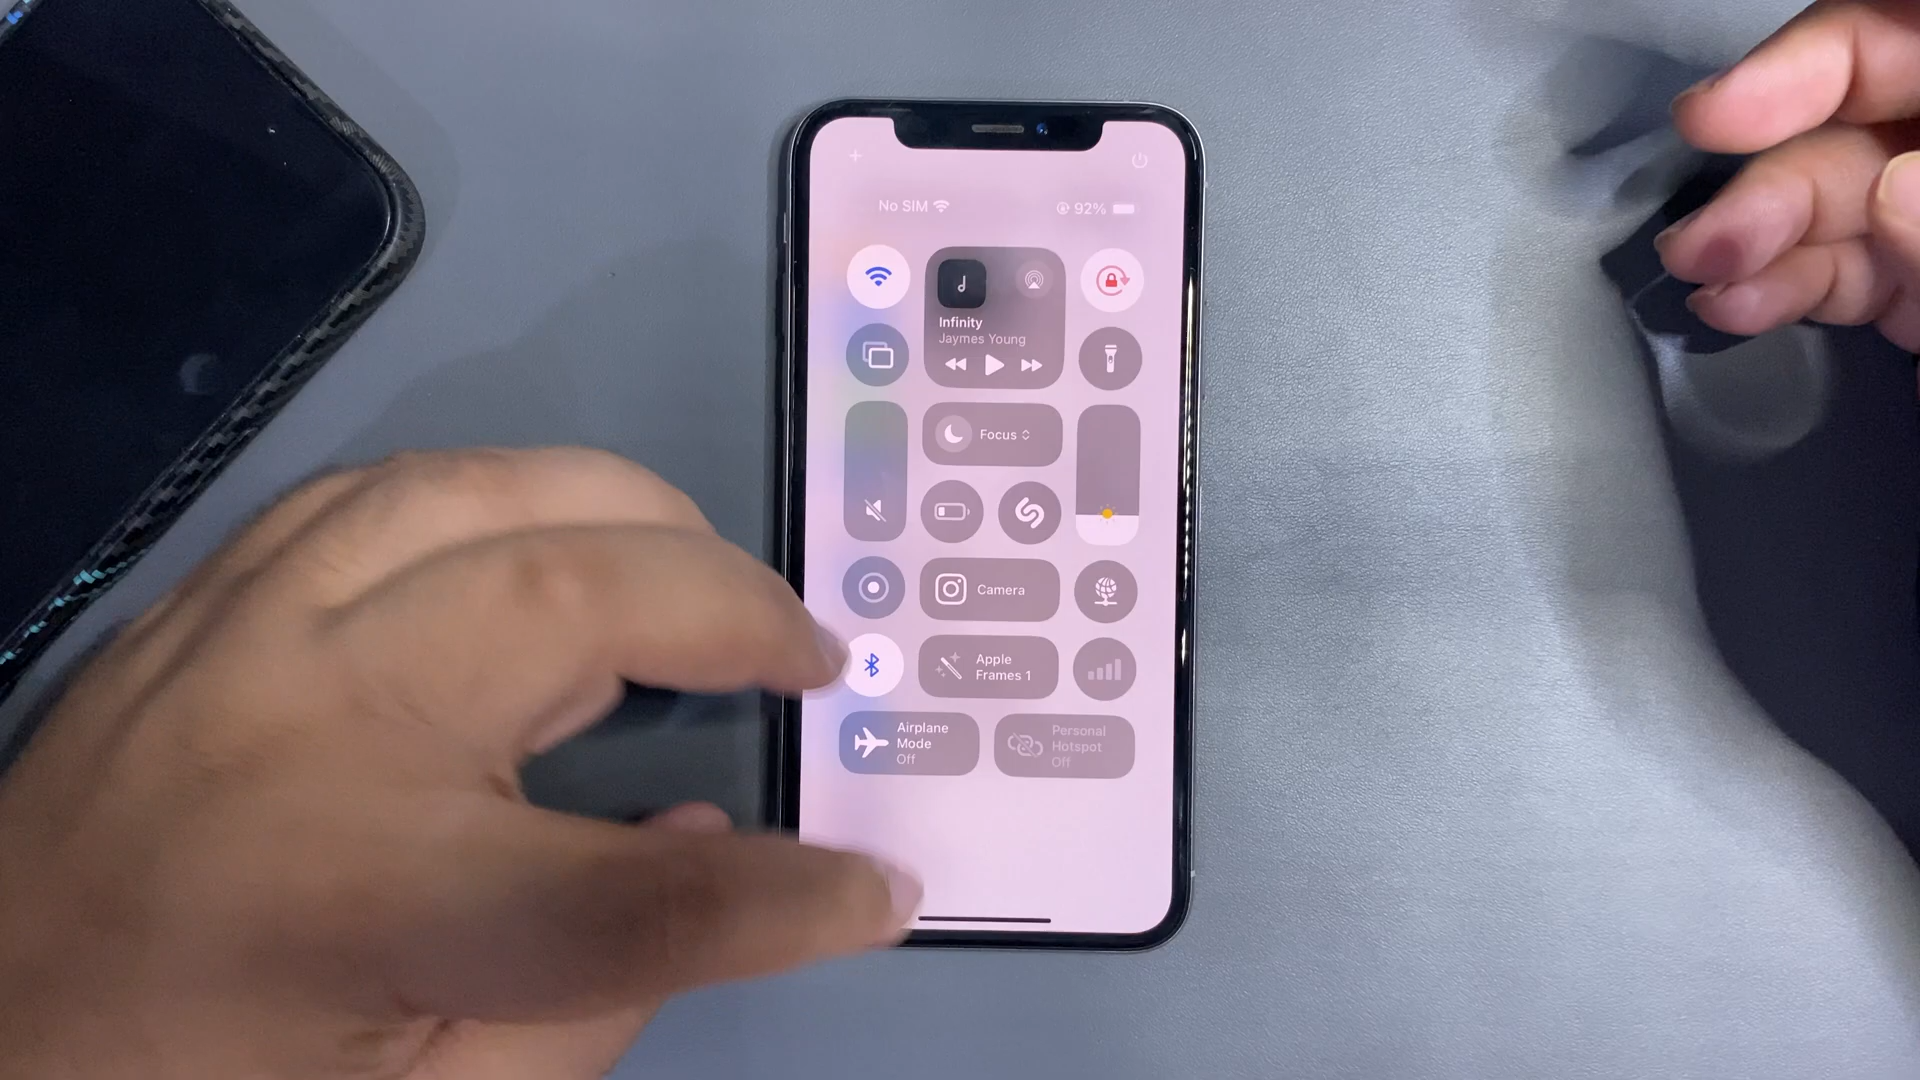 No SIM
92%
Infinity
Jaymes Young
Focus
Camera
Apple
Frames 1
Airplane
Mode
Off
Personal
Hotspot
Off